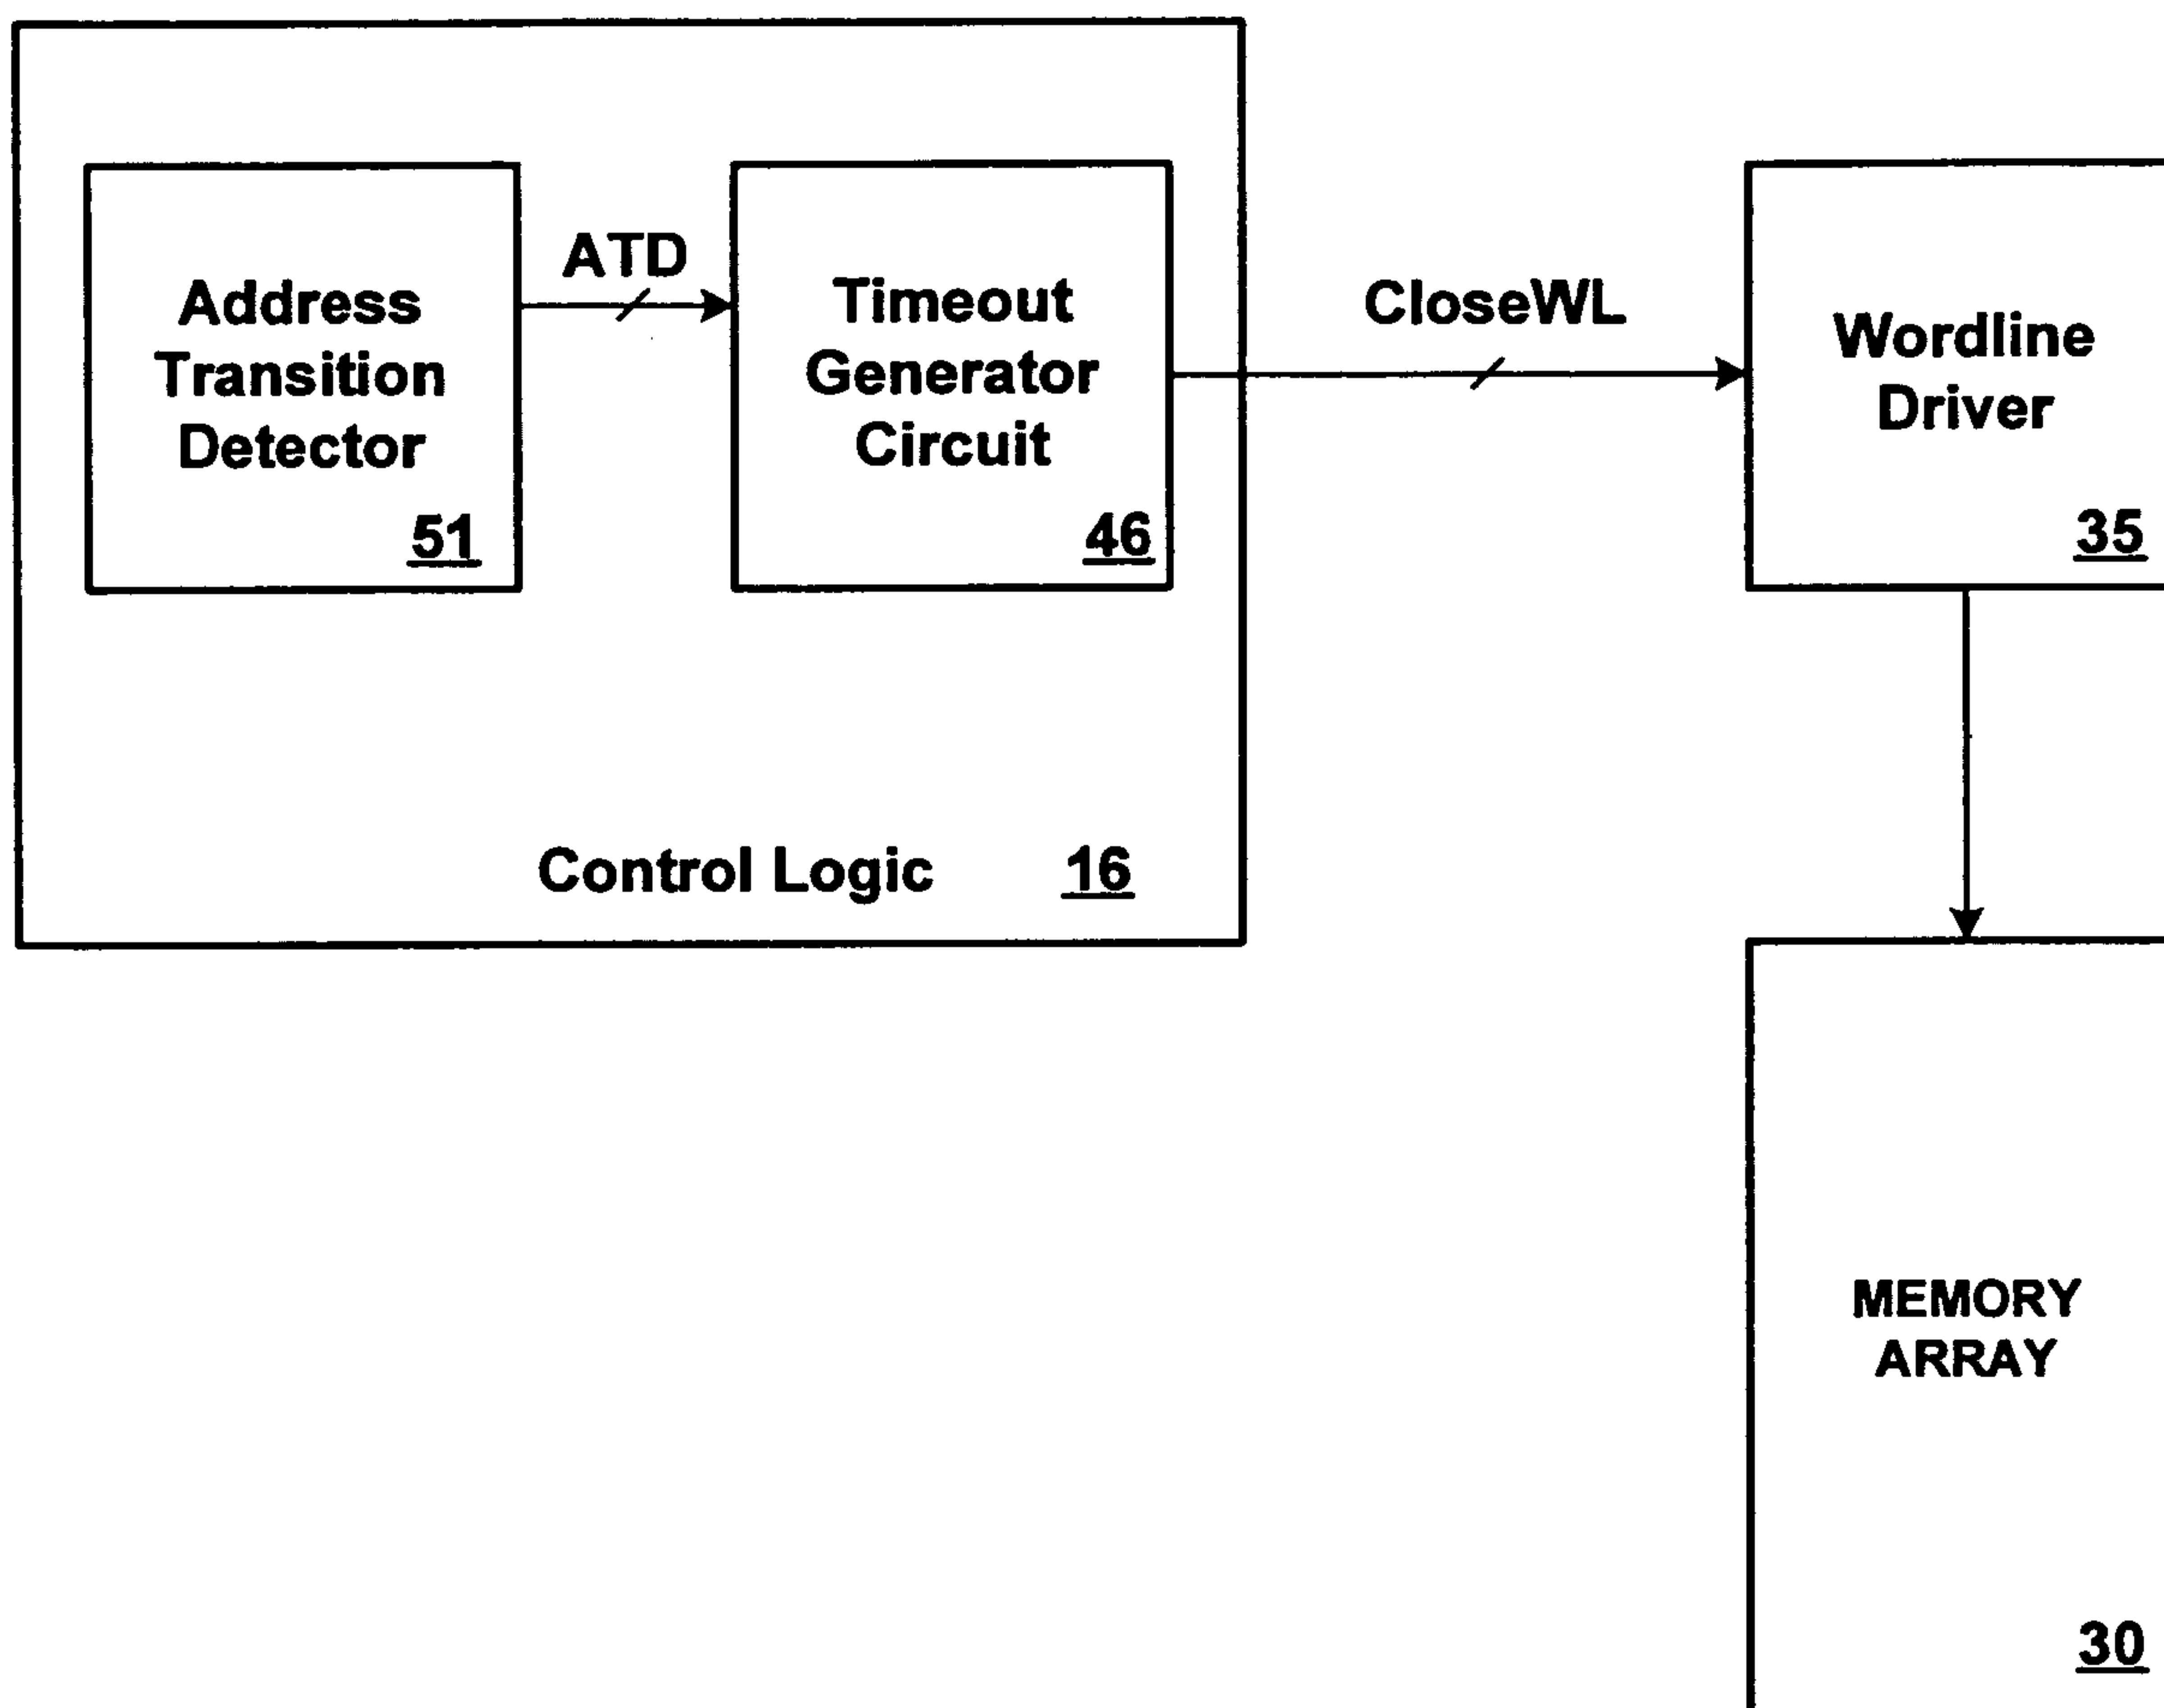 Address
Transition
Detector
51
ATD
Timeout
Generator
Circuit
46
Control Logic 16
CloseWL
Wordline
Driver
35
MEMORY
ARRAY
30